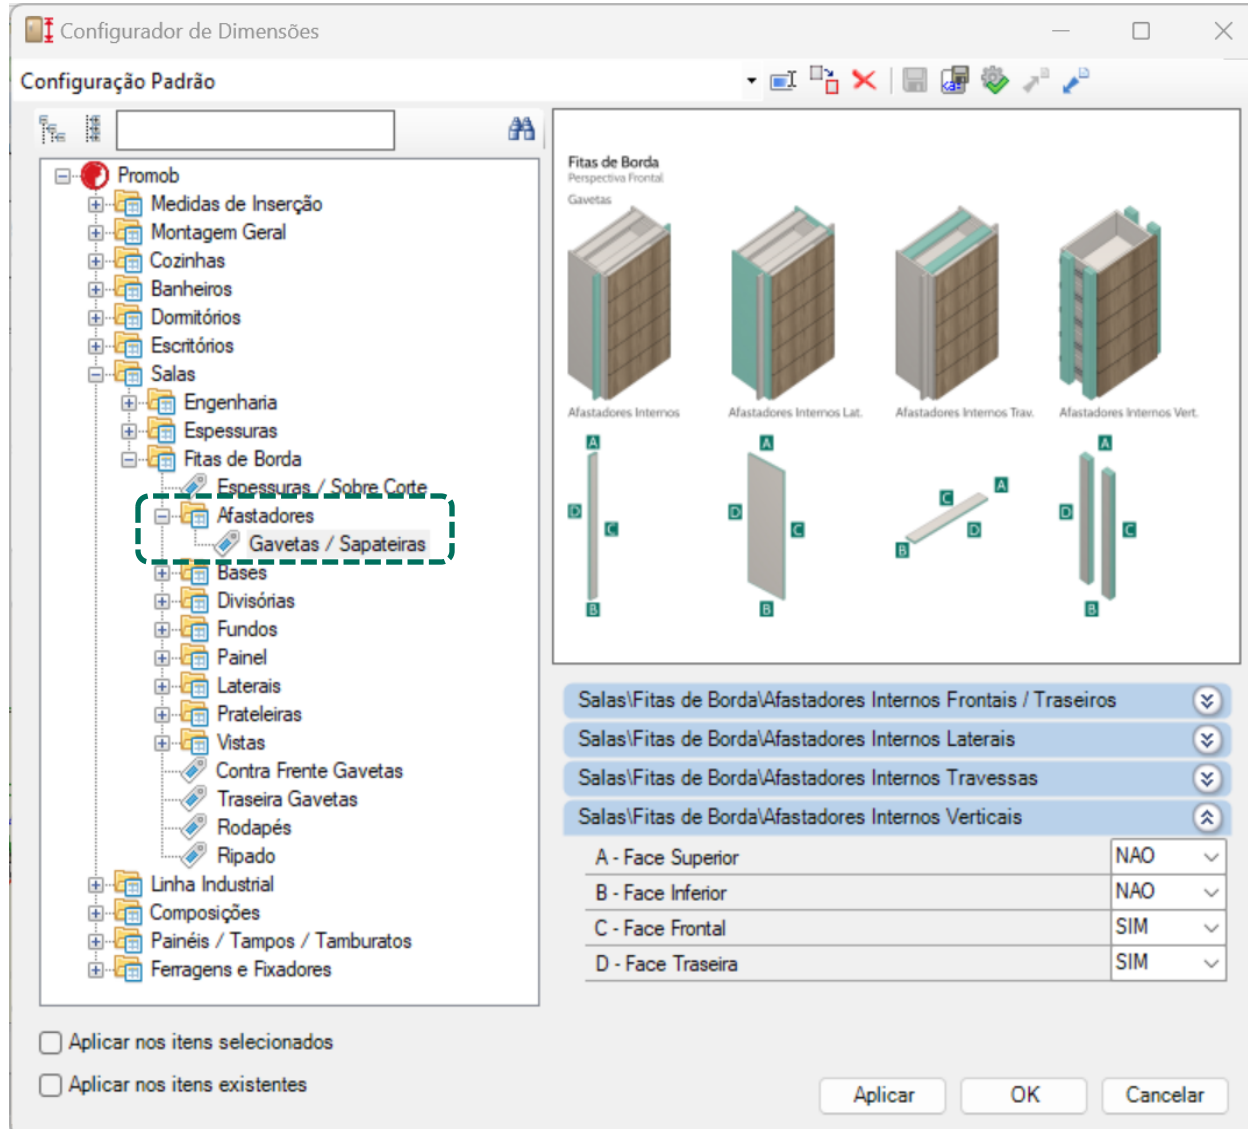 Configurador de Dimensões
Configuração Padrão
Promob
Medidas de Inserção
Montagem Geral
Cozinhas
Banheiros
Dormitórios
Escritórios
Salas
Engenharia
Espessuras
Fitas de Borda
Espessuras / Sobre Corte
Afastadores
Gavetas / Sapateiras
Bases
Divisórias
Fundos
Painel
Laterais
Prateleiras
Vistas
Contra Frente Gavetas
Traseira Gavetas
Rodapés
Ripado
Linha Industrial
Composições
Painéis / Tampos / Tamburatos
Ferragens e Fixadores
Fitas de Borda
Perspectiva Frontal
Gavetas
Afastadores Internos Afastadores Internos Lat. Afastadores Internos Trav. Afastadores Internos Vert.
A A A A
D C D C C D D C
B B B B
Salas\Fitas de Borda\Afastadores Internos Frontais / Traseiros
Salas\Fitas de Borda\Afastadores Internos Laterais
Salas\Fitas de Borda\Afastadores Internos Travessas
Salas\Fitas de Borda\Afastadores Internos Verticais
A - Face Superior NAO
B - Face Inferior NAO
C - Face Frontal SIM
D - Face Traseira SIM
Aplicar nos itens selecionados
Aplicar nos itens existentes
Aplicar OK Cancelar